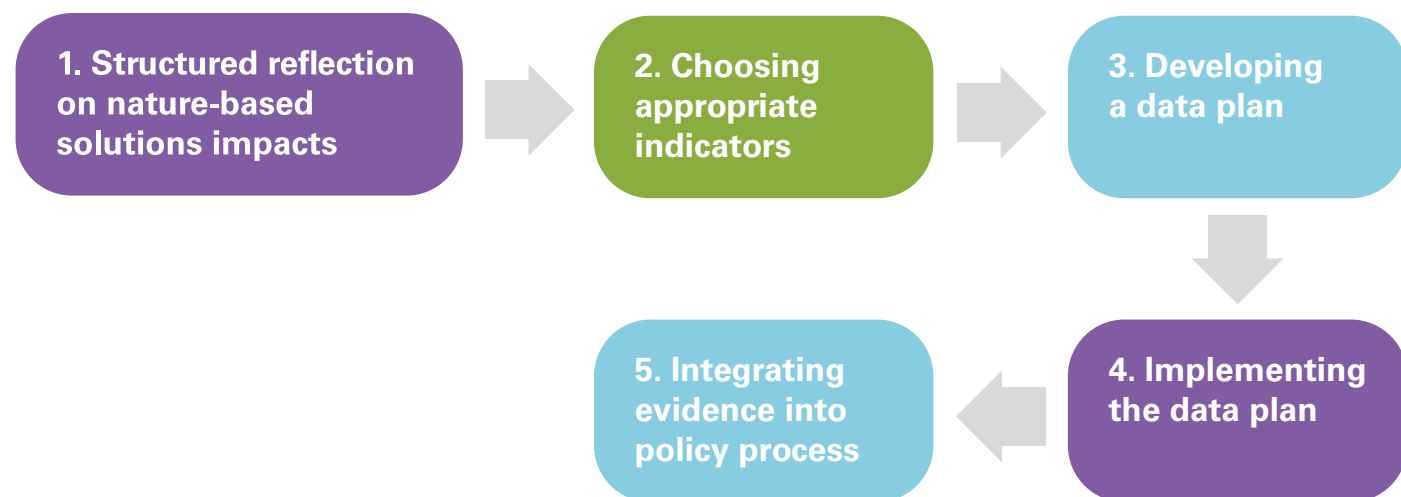 1. Structured reflection
on nature-based
solutions impacts
2. Choosing
appropriate
indicators
3. Developing
a data plan
4. Implementing
the data plan
5. Integrating
evidence into
policy process